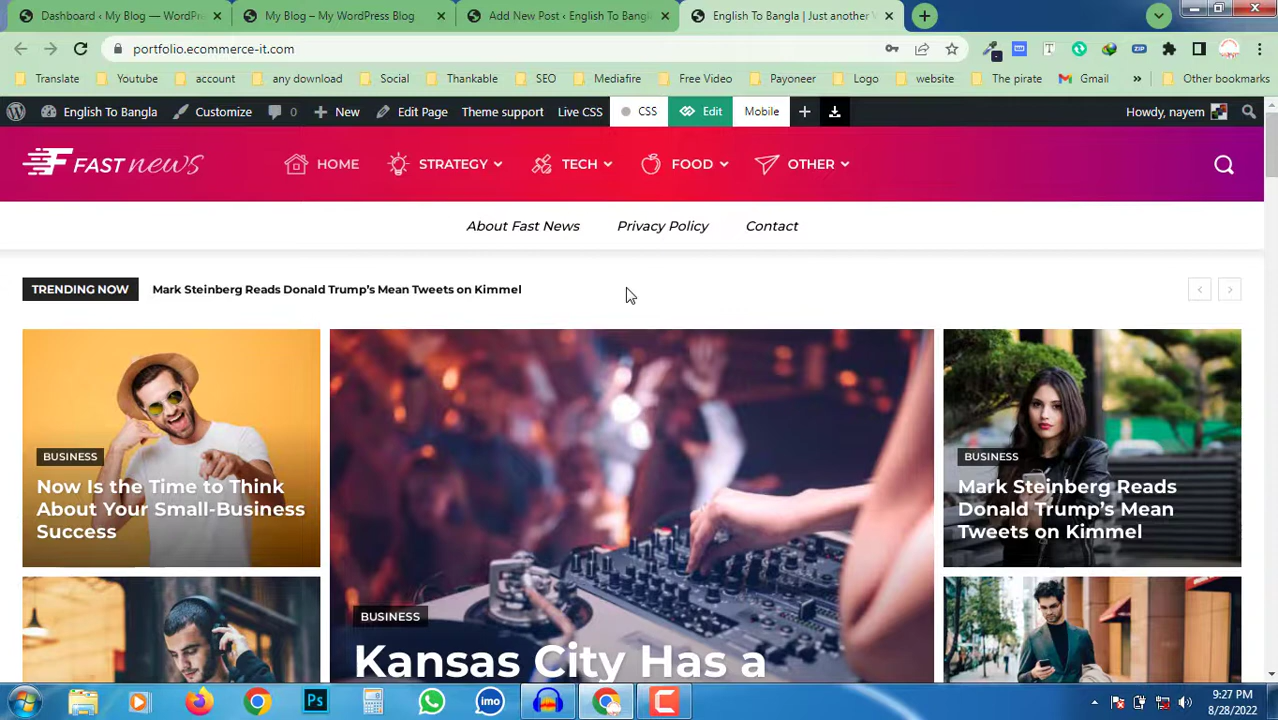 Dashboard ‹ My Blog — WordPre
My Blog – My WordPress Blog
Add New Post ‹ English To Bangl
English To Bangla | Just another V
portfolio.ecommerce-it.com
Translate
Youtube
account
any download
Social
Thankable
SEO
Mediafire
Free Video
Payoneer
Logo
website
The pirate
Gmail
»
Other bookmarks
English To Bangla
Customize
0
New
Edit Page
Theme support
Live CSS
CSS
Edit
Mobile
Howdy, nayem
FAST news
HOME
STRATEGY
TECH
FOOD
OTHER
About Fast News
Privacy Policy
Contact
TRENDING NOW
Mark Steinberg Reads Donald Trump’s Mean Tweets on Kimmel
BUSINESS
Now Is the Time to Think
About Your Small-Business
Success
BUSINESS
Kansas City Has a
BUSINESS
Mark Steinberg Reads
Donald Trump’s Mean
Tweets on Kimmel
Ps
imo
9:27 PM
8/28/2022